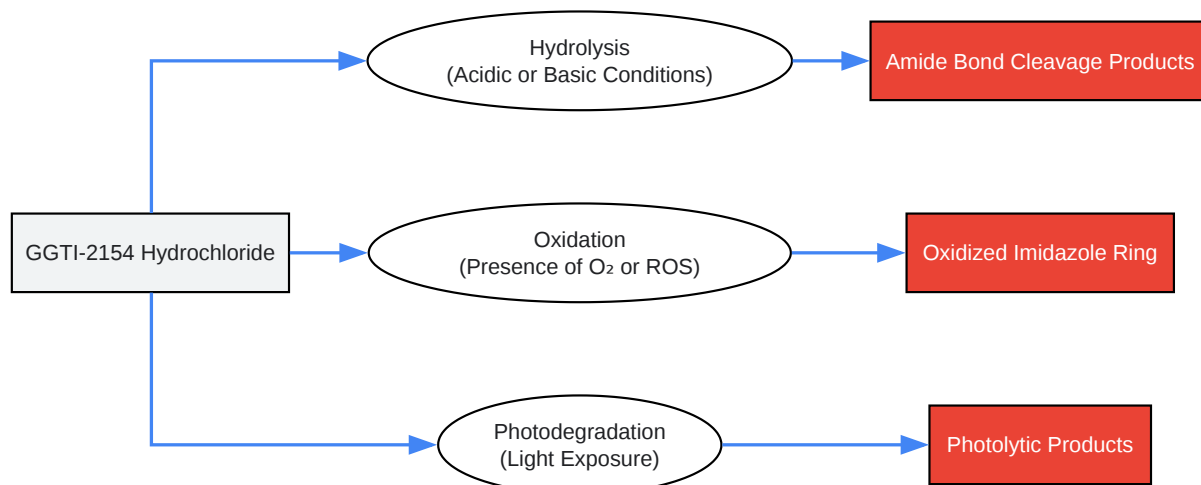 Hydrolysis
(Acidic or Basic Conditions)
Amide Bond Cleavage Products
GGTI-2154 Hydrochloride
Oxidation
(Presence of O₂ or ROS)
Oxidized Imidazole Ring
Photodegradation
(Light Exposure)
Photolytic Products